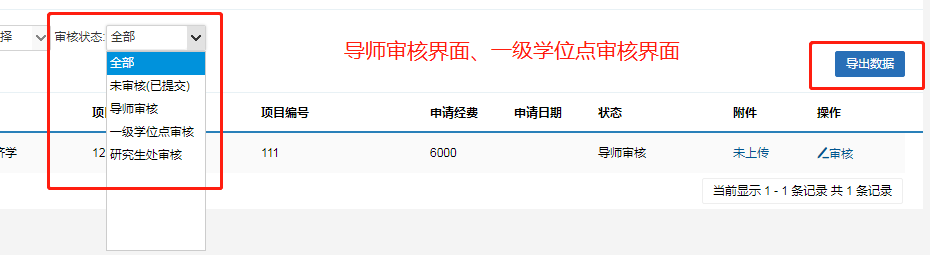 择 审核状态: 全部
导师审核界面、一级学位点审核界面
导出数据
全部
未审核(已提交)
导师审核
一级学位点审核
研究生处审核
项目编号 申请经费 申请日期 状态 附件 操作
济学 12 111 6000 导师审核 未上传 审核
当前显示 1 - 1 条记录 共 1 条记录